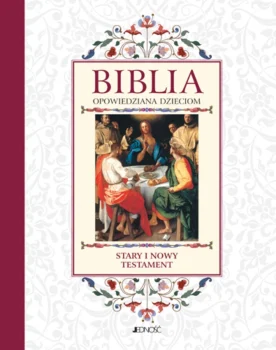 BIBLIA
OPOWIEDZIANA DZIECIOM
STARY I NOWY
TESTAMENT
JEDNOŚĆ